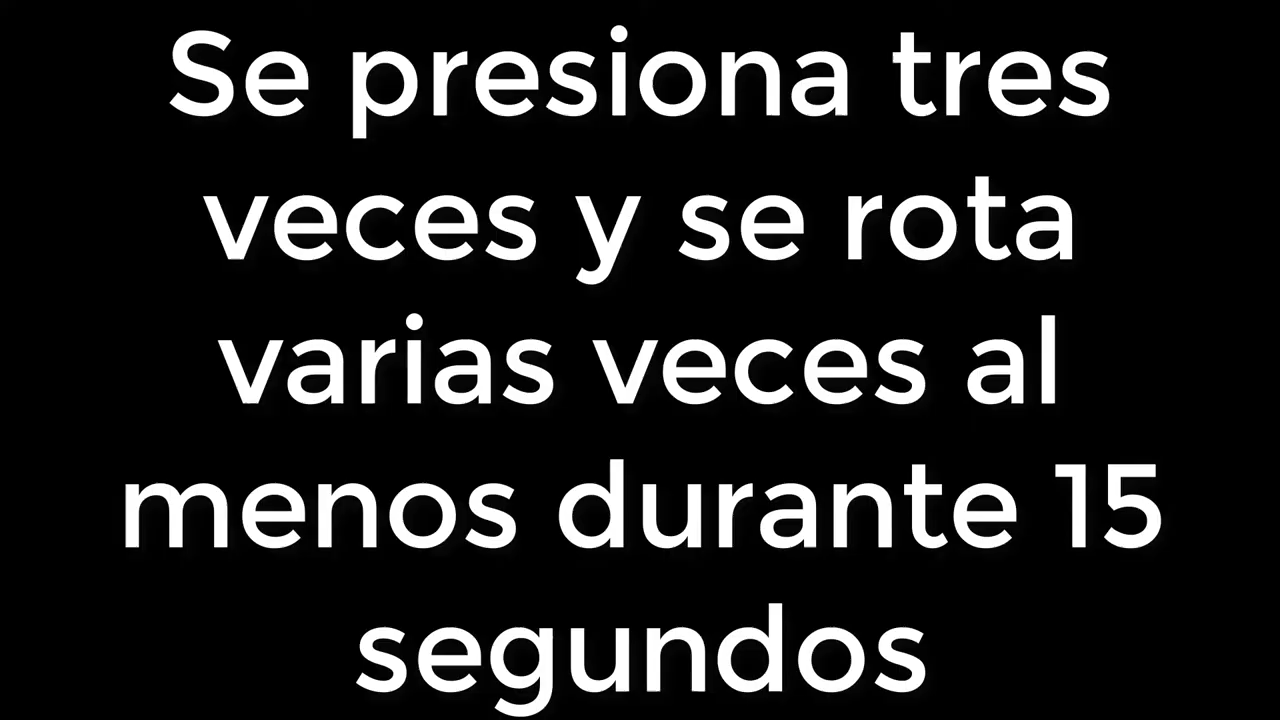 Se presiona tres
veces y se rota
varias veces al
menos durante 15
segundos